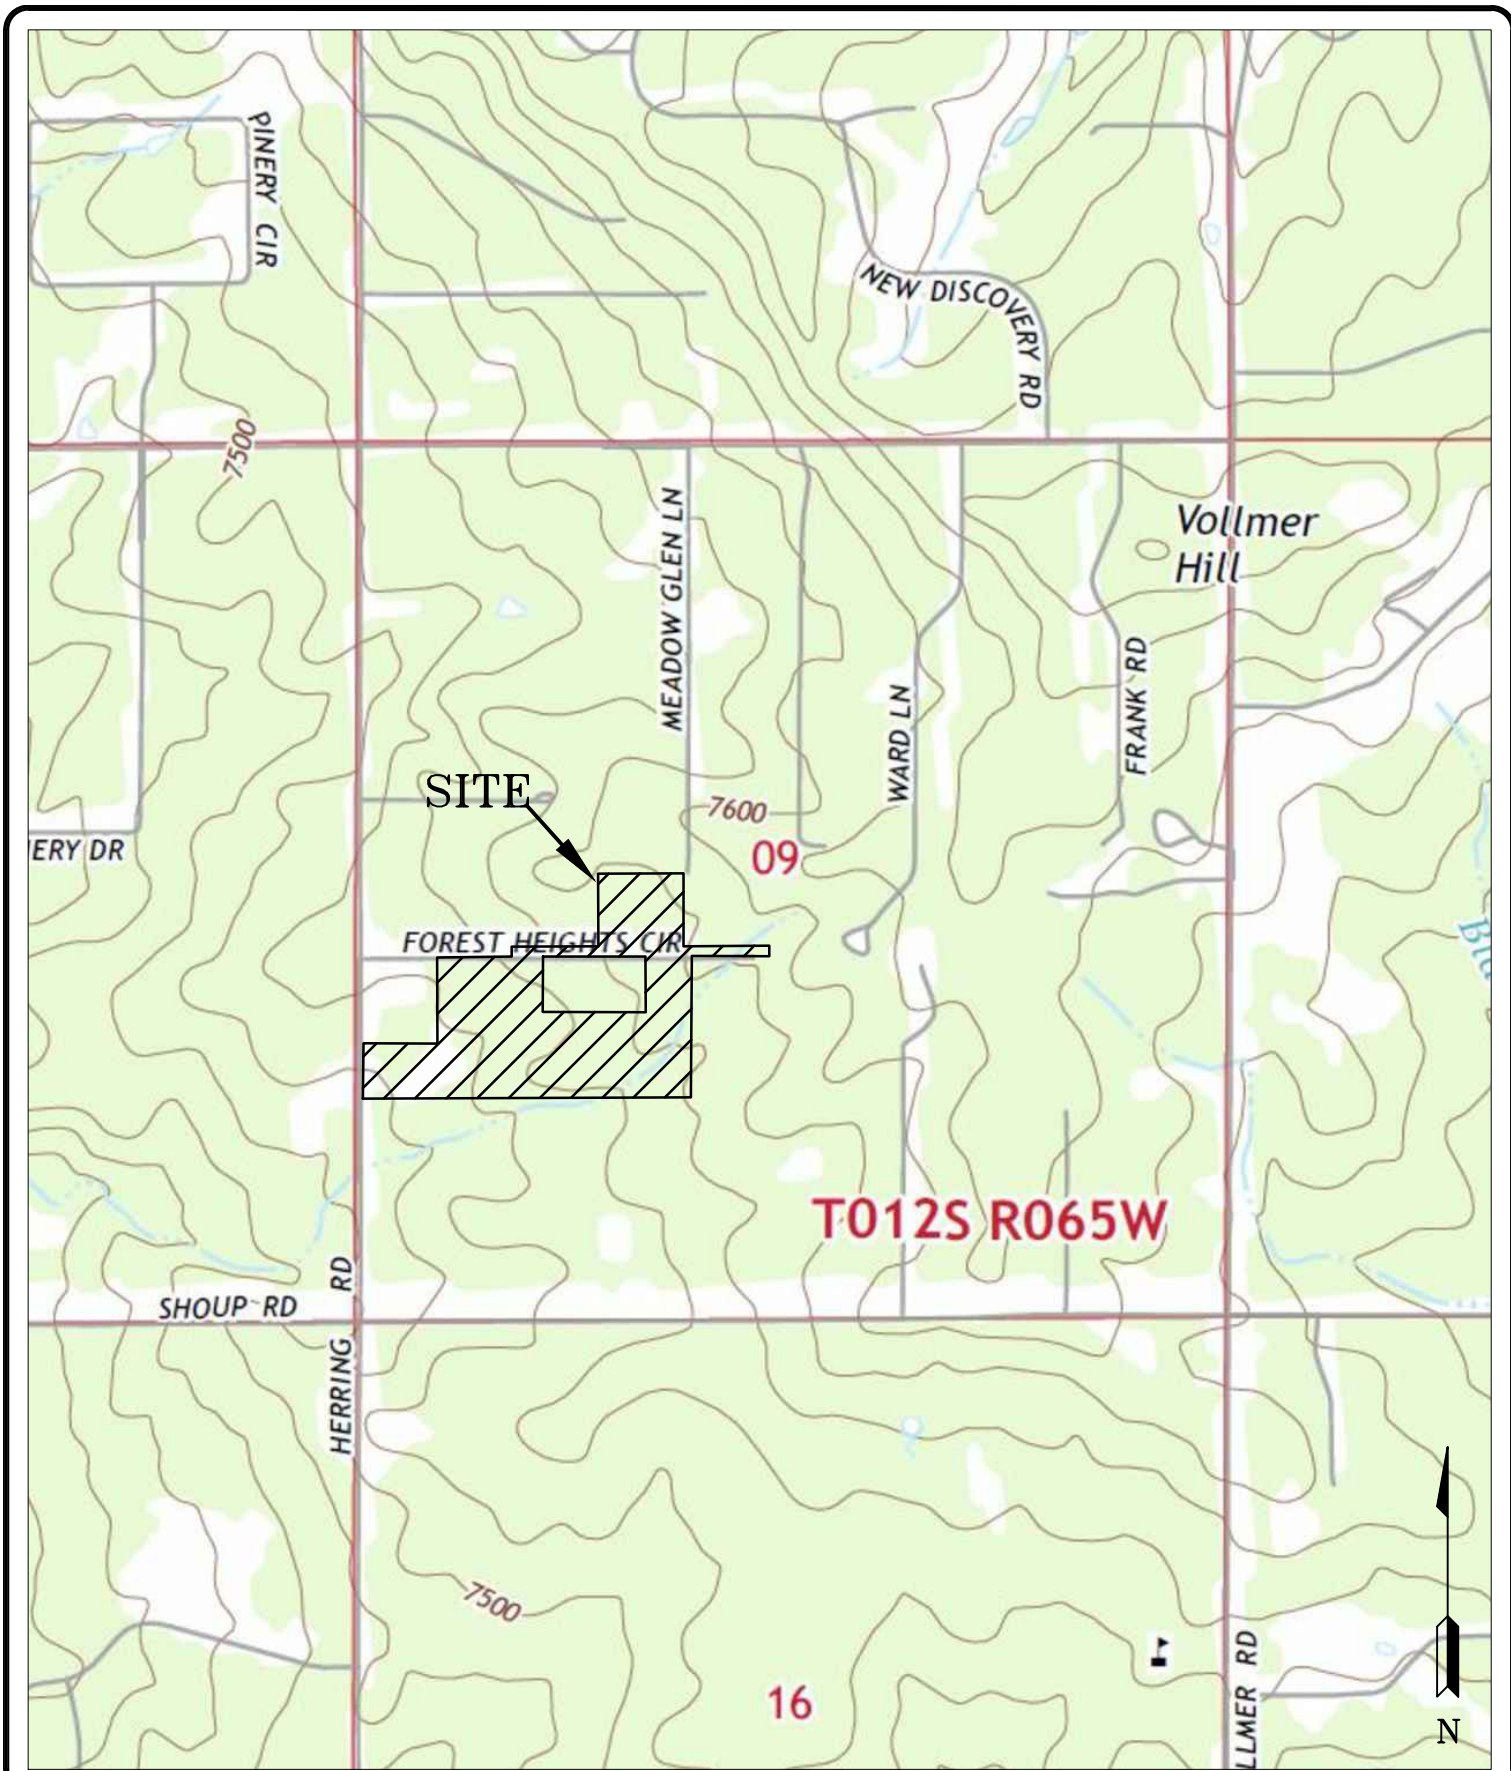 PINERY CIR
NEW DISCOVERY RD
7500
MEADOW GLEN LN
Vollmer
Hill
FRANK RD
WARD LN
SITE
7600
09
ERY DR
FOREST HEIGHTS CIR
Blu
T012S R065W
SHOUP RD
HERRING RD
7500
16
LLMER RD
N